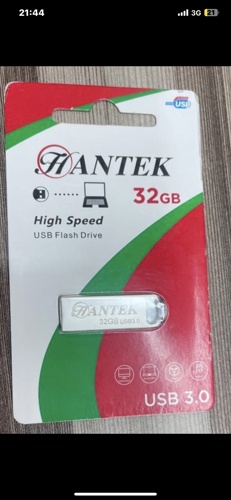 21:44
3G 21
USB
HANTEK
32GB
High Speed
USB Flash Drive
HANTEK
32GB USB3.0
USB 3.0